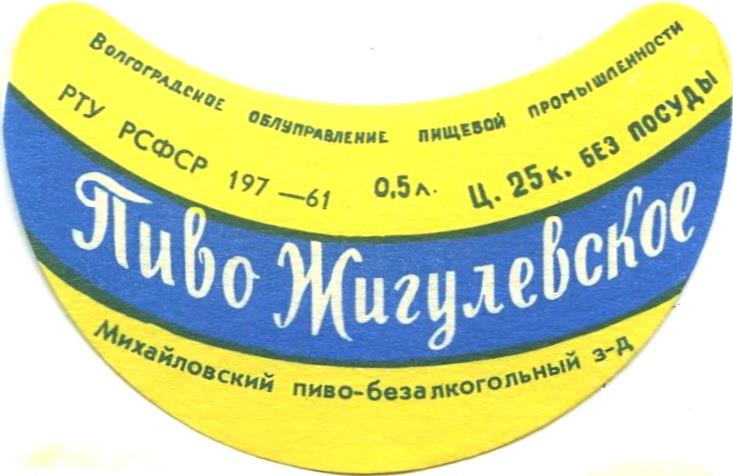 Волгоградское облуправление пищевой промышленности
РТУ РСФСР 197—61 0,5 л. Ц. 25 к. БЕЗ ПОСУДЫ
Пиво Жигулевское
Михайловский пиво-безалкогольный з-д